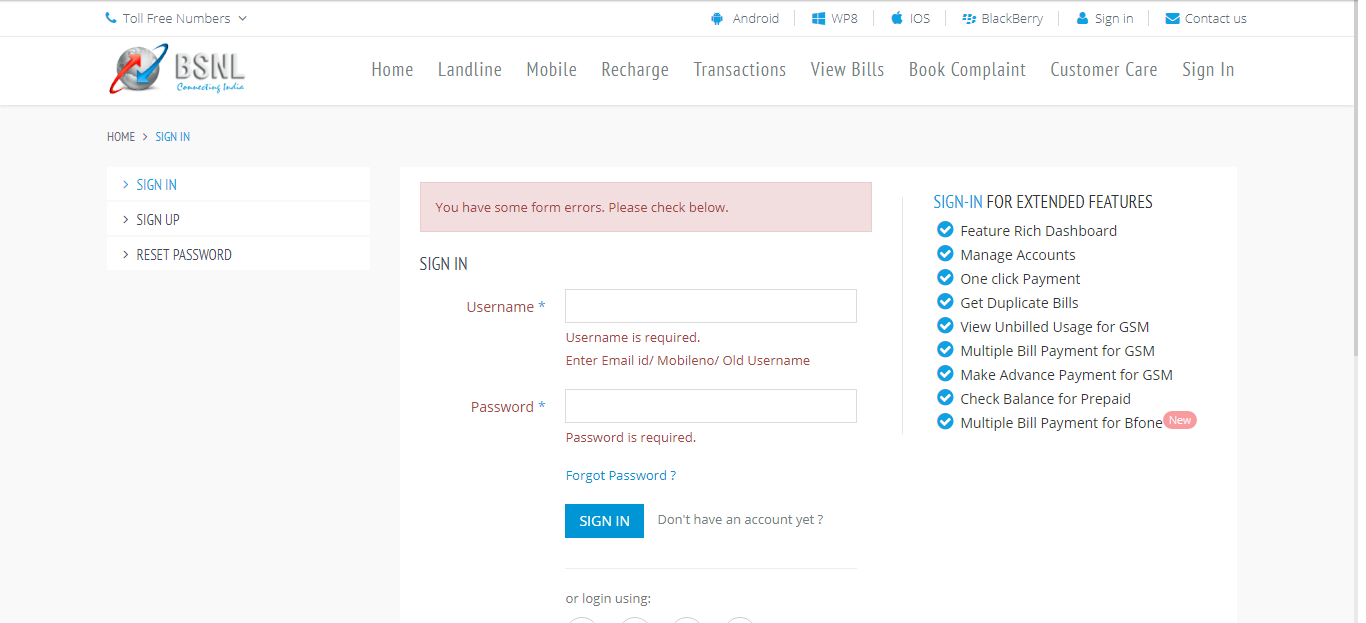 Toll Free Numbers
Android
WP8
IOS
BlackBerry
Sign in
Contact us
BSNL
Connecting India
Home
Landline
Mobile
Recharge
Transactions
View Bills
Book Complaint
Customer Care
Sign In
HOME > SIGN IN
> SIGN IN
> SIGN UP
> RESET PASSWORD
You have some form errors. Please check below.
SIGN IN
Username *
Username is required.
Enter Email id/ Mobileno/ Old Username
Password *
Password is required.
Forgot Password ?
SIGN IN
Don't have an account yet ?
or login using:
SIGN-IN FOR EXTENDED FEATURES
Feature Rich Dashboard
Manage Accounts
One click Payment
Get Duplicate Bills
View Unbilled Usage for GSM
Multiple Bill Payment for GSM
Make Advance Payment for GSM
Check Balance for Prepaid
Multiple Bill Payment for Bfone New